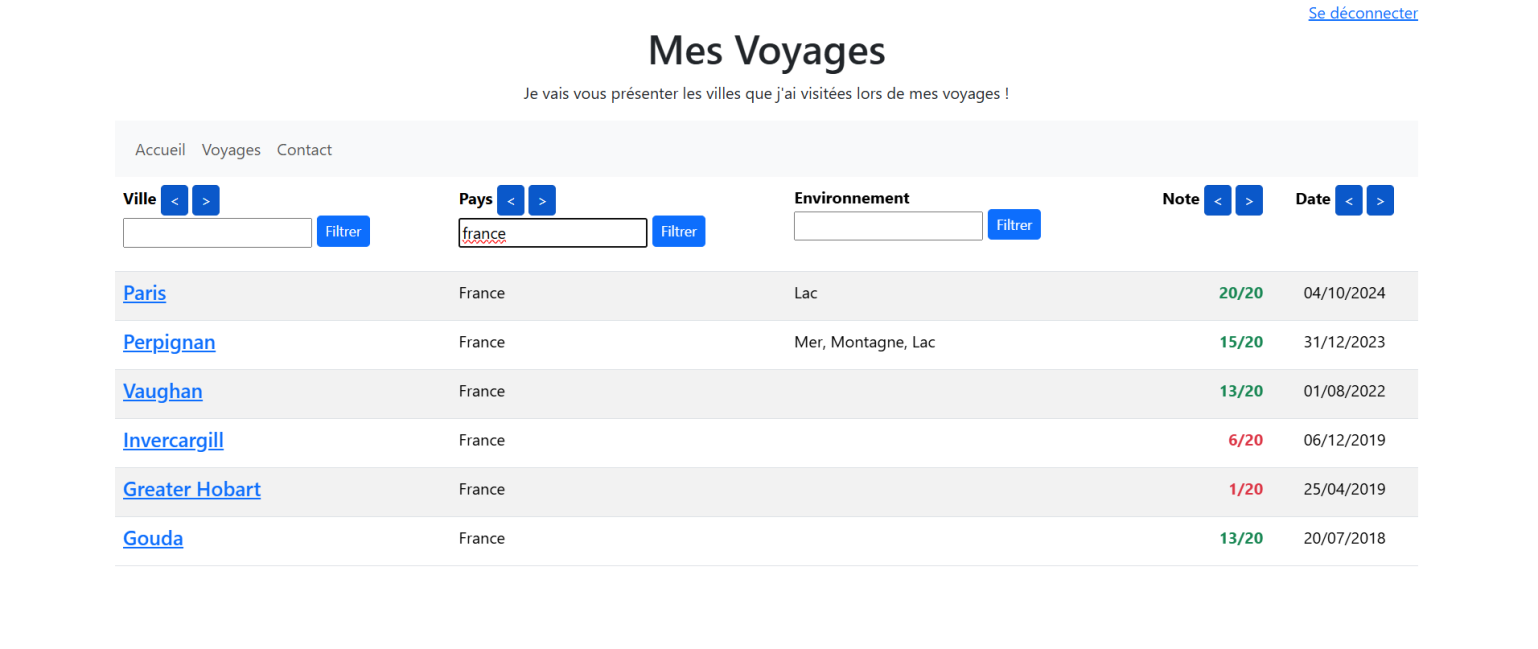 Se déconnecter
Mes Voyages
Je vais vous présenter les villes que j'ai visitées lors de mes voyages !
Accueil Voyages Contact
Ville < > Pays < > Environnement Note < > Date < >
Filtrer france Filtrer Filtrer
Paris France Lac 20/20 04/10/2024
Perpignan France Mer, Montagne, Lac 15/20 31/12/2023
Vaughan France 13/20 01/08/2022
Invercargill France 6/20 06/12/2019
Greater Hobart France 1/20 25/04/2019
Gouda France 13/20 20/07/2018